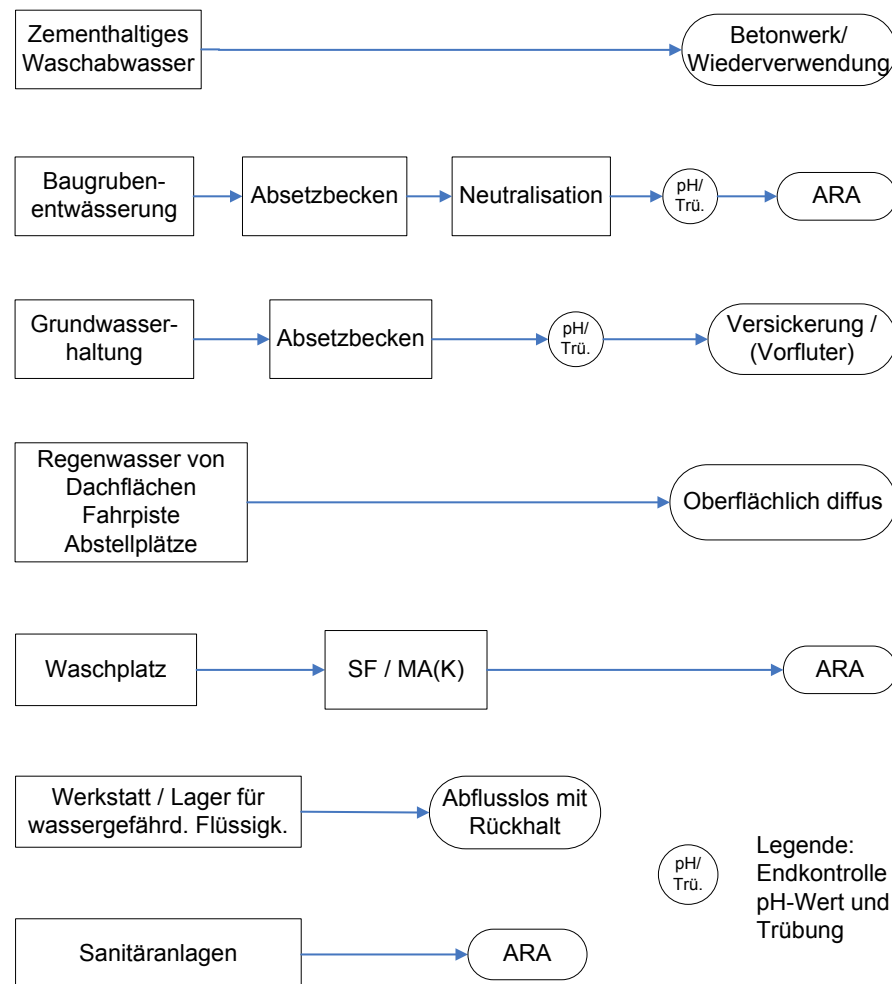 Zementhaltiges
Waschabwasser
Betonwerk/
Wiederverwendung
Baugruben-
entwässerung
Absetzbecken
Neutralisation
pH/
Trü.
ARA
Grundwasser-
haltung
Absetzbecken
pH/
Trü.
Versickerung /
(Vorfluter)
Regenwasser von
Dachflächen
Fahrpiste
Abstellplätze
Oberflächlich diffus
Waschplatz
SF / MA(K)
ARA
Werkstatt / Lager für
wassergefährd. Flüssigk.
Abflusslos mit
Rückhalt
pH/
Trü.
Legende:
Endkontrolle
pH-Wert und
Trübung
Sanitäranlagen
ARA